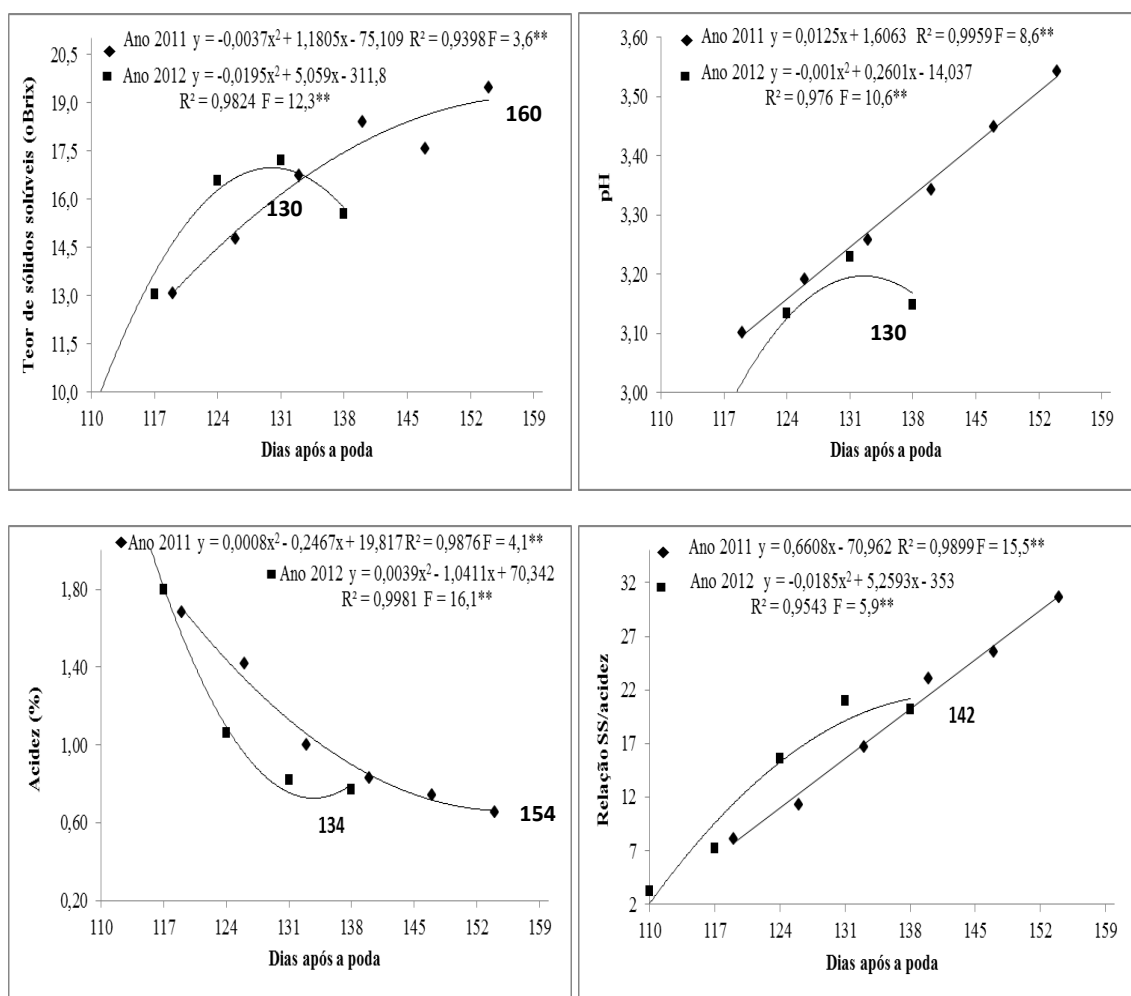 Ano 2011 y = -0,0037x² + 1,1805x - 75,109 R² = 0,9398 F = 3,6**
Ano 2012 y = -0,0195x² + 5,059x - 311,8
R² = 0,9824 F = 12,3**
20,5
19,0
17,5
16,0
14,5
13,0
11,5
10,0
Teor de sólidos solúveis (oBrix)
160
130
110 117 124 131 138 145 152 159
Dias após a poda
Ano 2011 y = 0,0125x + 1,6063 R² = 0,9959 F = 8,6**
Ano 2012 y = -0,001x² + 0,2601x - 14,037
R² = 0,976 F = 10,6**
3,60
3,50
3,40
3,30
3,20
3,10
3,00
pH
130
110 117 124 131 138 145 152 159
Dias após a poda
Ano 2011 y = 0,0008x² - 0,2467x + 19,817 R² = 0,9876 F = 4,1**
Ano 2012 y = 0,0039x² - 1,0411x + 70,342
R² = 0,9981 F = 16,1**
1,80
1,40
1,00
0,60
0,20
Acidez (%)
134
154
110 117 124 131 138 145 152 159
Dias após a poda
Ano 2011 y = 0,6608x - 70,962 R² = 0,9899 F = 15,5**
Ano 2012 y = -0,0185x² + 5,2593x - 353
R² = 0,9543 F = 5,9**
32
27
22
17
12
7
2
Relação SS/acidez
142
110 117 124 131 138 145 152 159
Dias após a poda